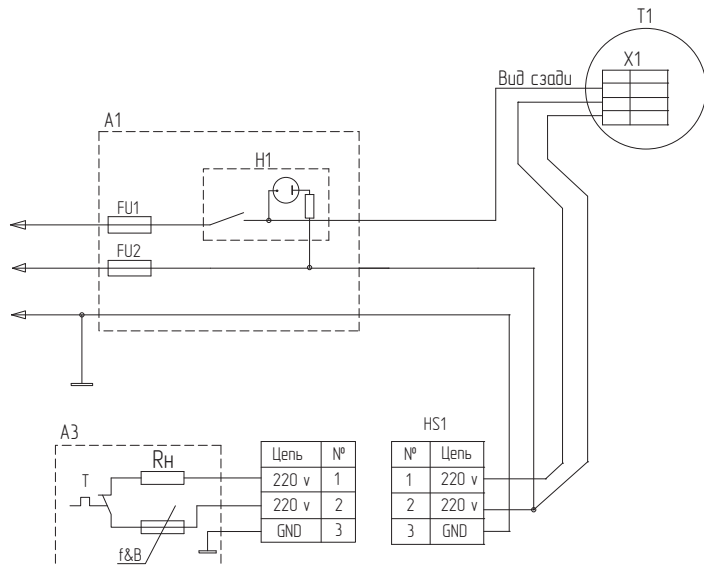 T1
X1
Вид сзади
A1
H1
FU1
FU2
A3
HS1
Rн
T
f&B
Цепь Nº
220 v 1
220 v 2
GND 3
Nº Цепь
1 220 v
2 220 v
3 GND